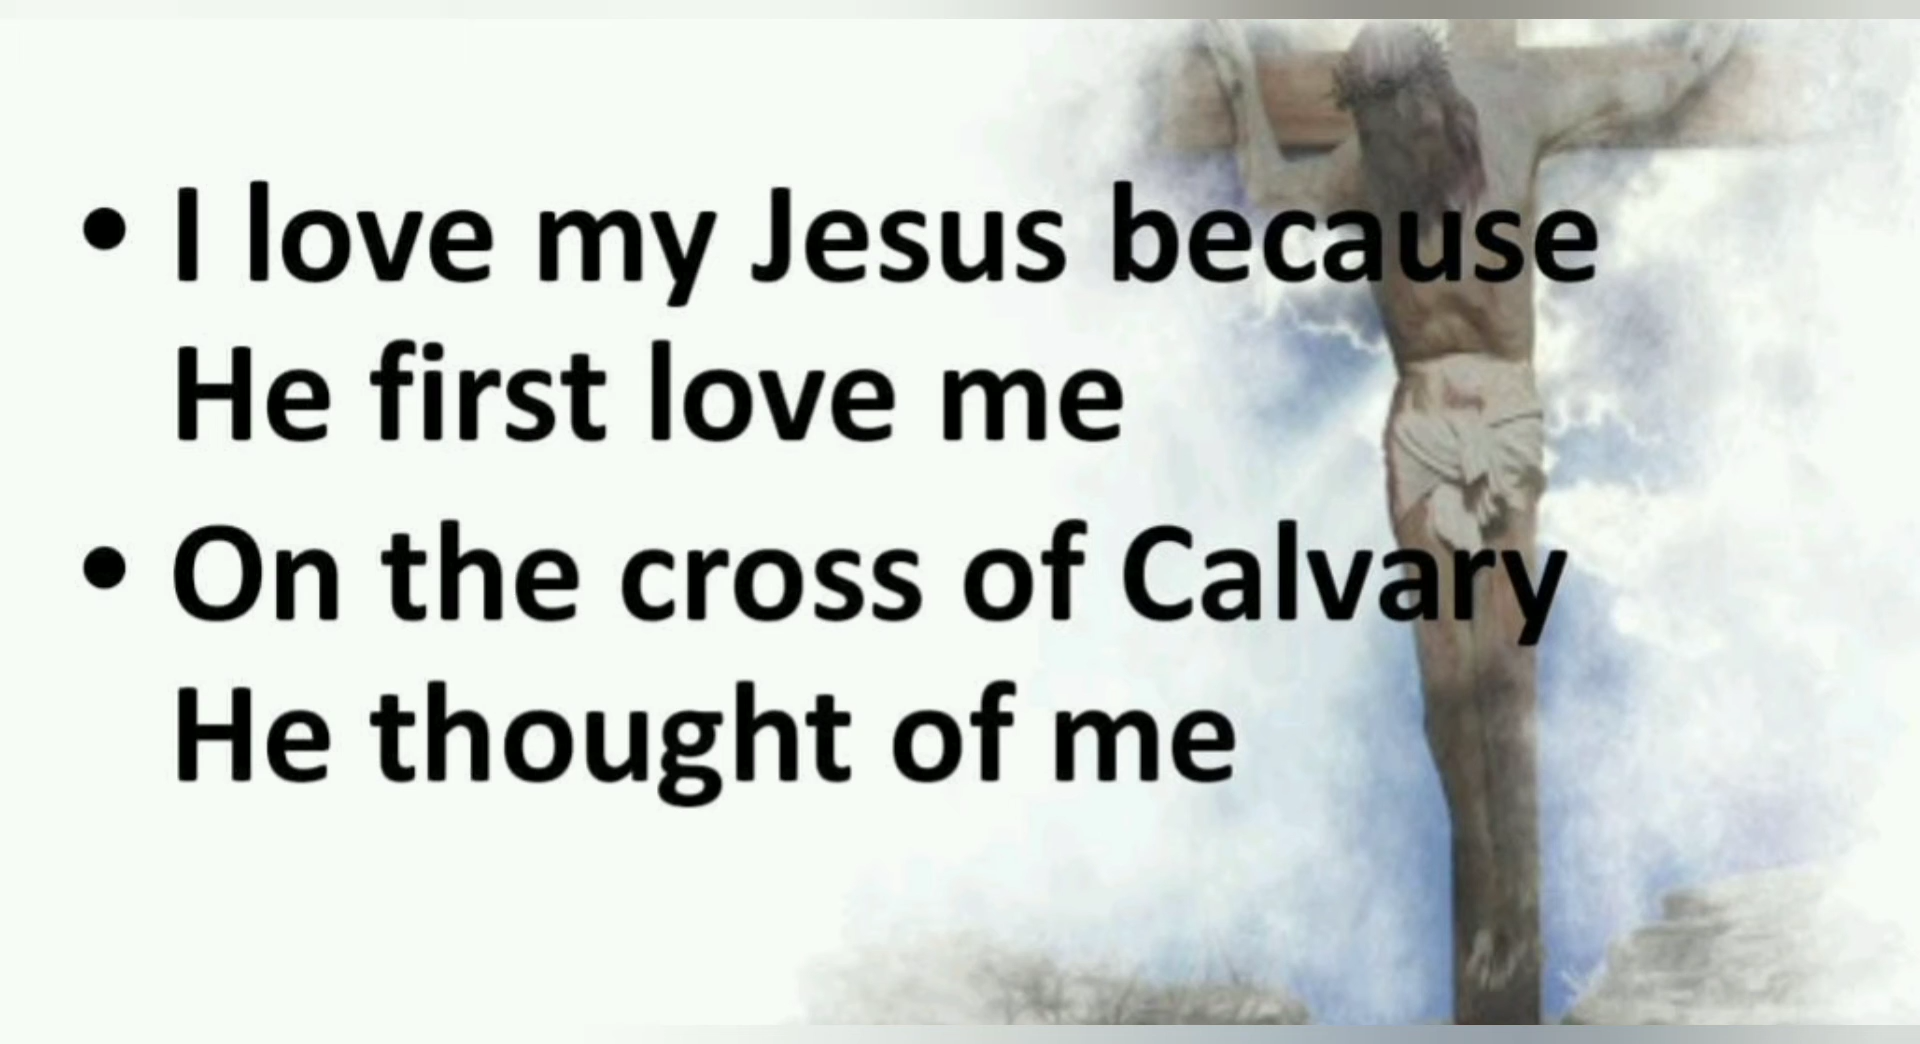 • I love my Jesus because
He first love me
• On the cross of Calvary
He thought of me